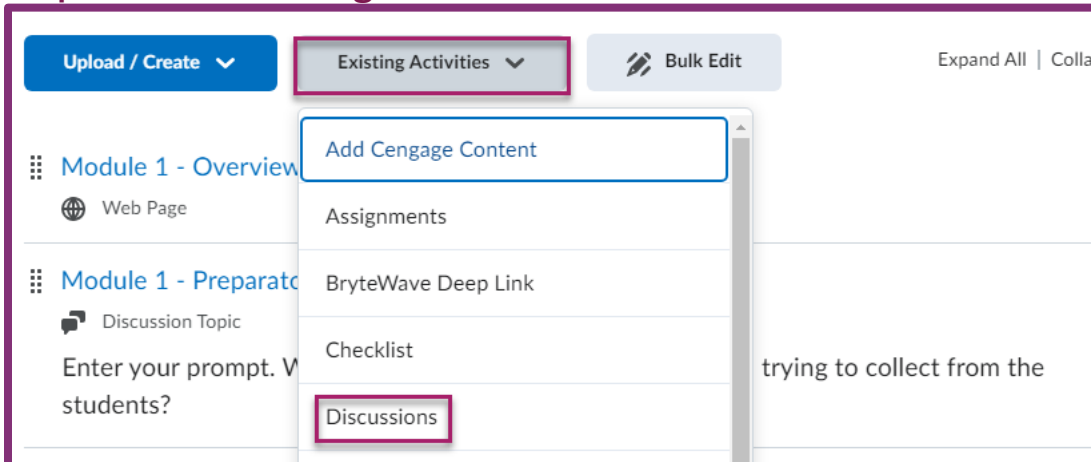 Upload / Create Existing Activities Bulk Edit Expand All | Colla
Add Cengage Content
Module 1 - Overview
Web Page
Assignments
Module 1 - Preparato
BryteWave Deep Link
Discussion Topic
Checklist
Enter your prompt. W trying to collect from the
students?
Discussions